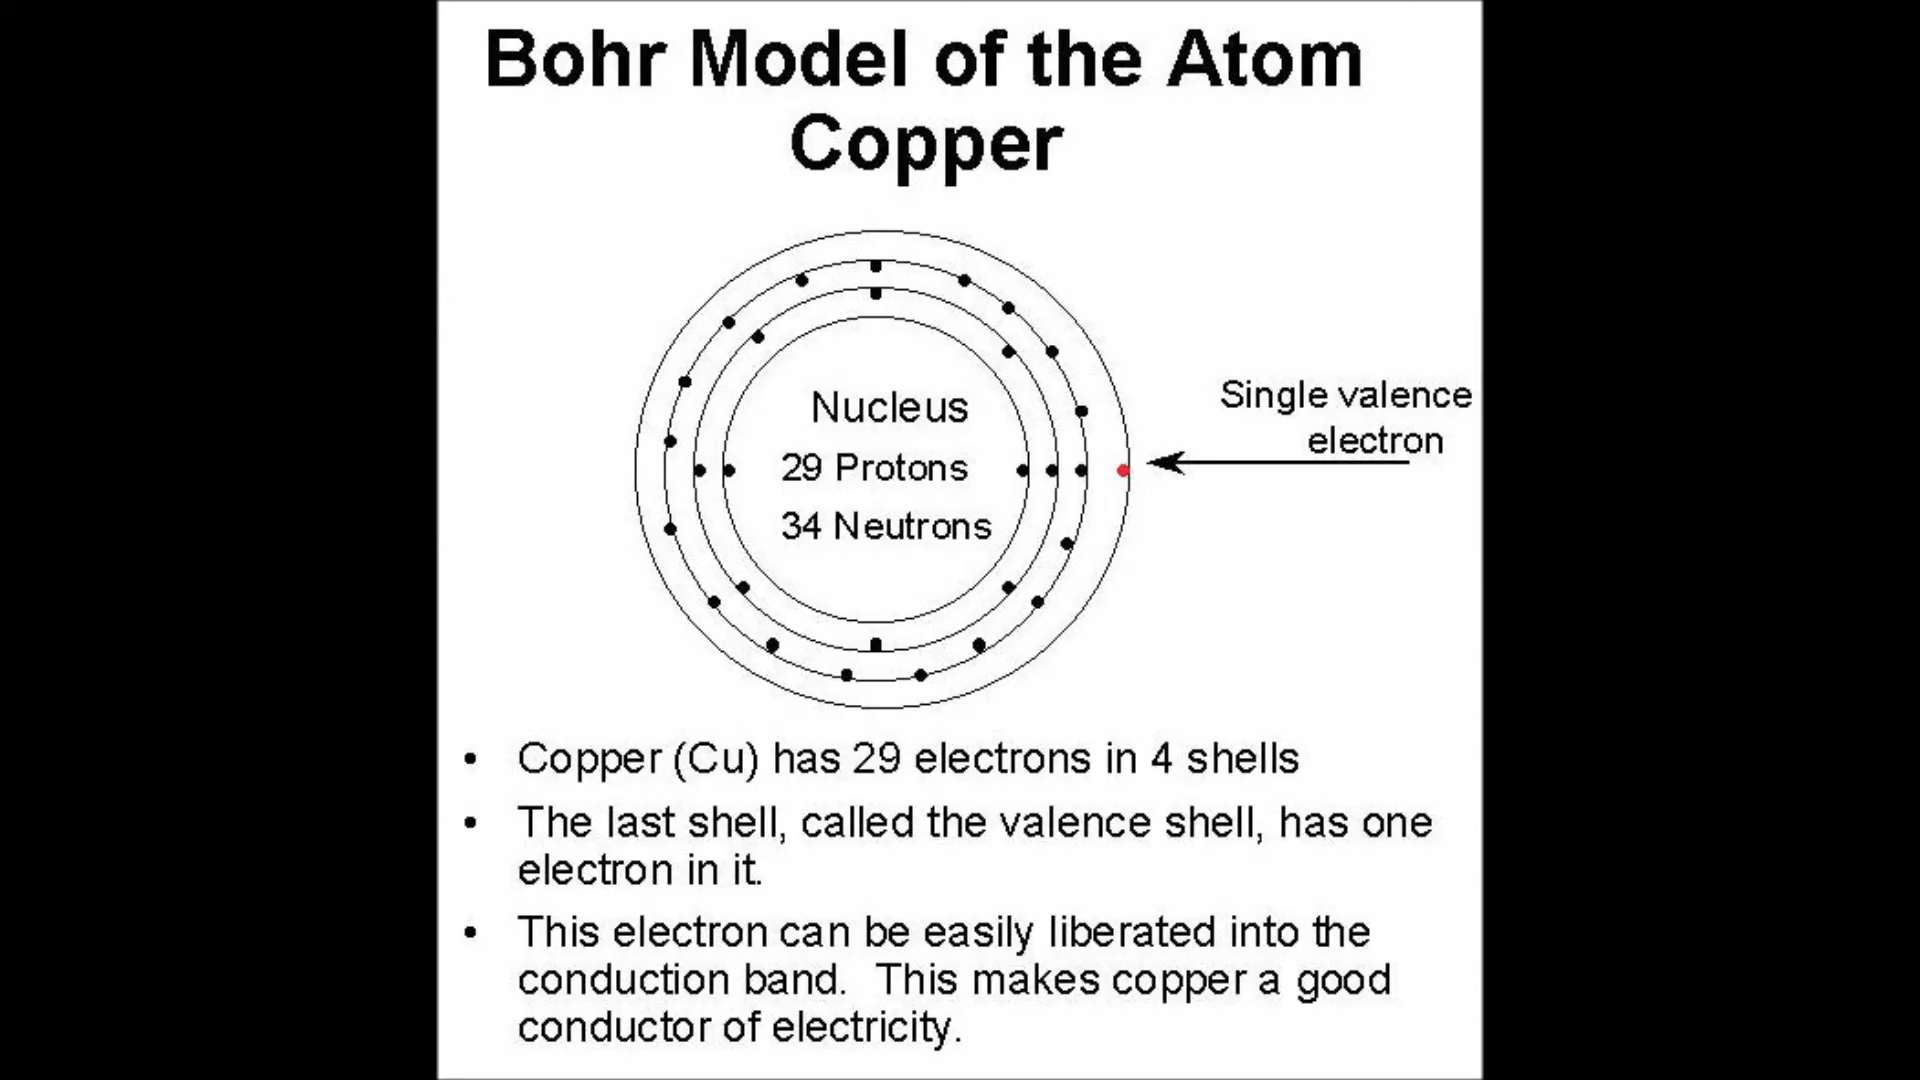 Bohr Model of the Atom
Copper
Nucleus
29 Protons
34 Neutrons
Single valence
electron
• Copper (Cu) has 29 electrons in 4 shells
• The last shell, called the valence shell, has one
electron in it.
• This electron can be easily liberated into the
conduction band. This makes copper a good
conductor of electricity.